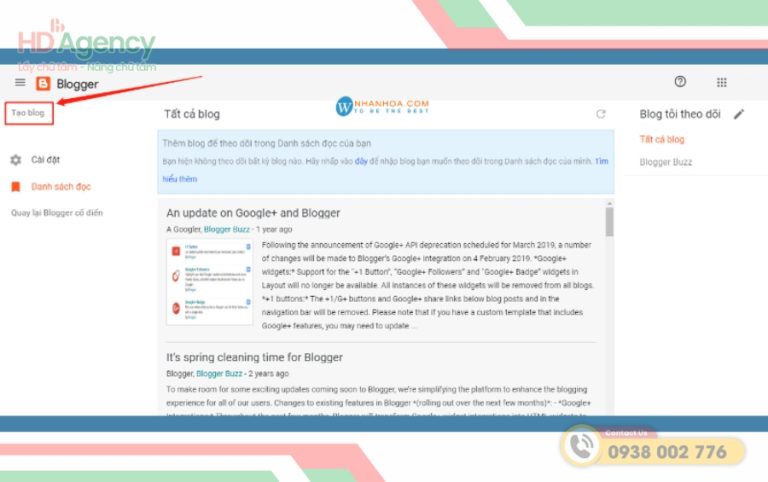 HD Agency
Lấy chữ tâm - Nâng chữ tầm
Blogger
Tạo blog
Cài đặt
Danh sách đọc
Quay lại Blogger cổ điển
Tất cả blog
W NHANHOA.COM
TO BE THE BEST
Thêm blog để theo dõi trong Danh sách đọc của bạn
Bạn hiện không theo dõi bất kỳ blog nào. Hãy nhấp vào đây để nhập blog bạn muốn theo dõi trong Danh sách đọc của mình. Tìm
hiểu thêm
An update on Google+ and Blogger
A Googler, Blogger Buzz - 1 year ago
Following the announcement of Google+ API deprecation scheduled for March 2019, a number
of changes will be made to Blogger's Google+ integration on 4 February 2019. *Google+
widgets:* Support for the "+1 Button", "Google+ Followers" and "Google+ Badge" widgets in
Layout will no longer be available. All instances of these widgets will be removed from all blogs.
*+1 buttons:* The +1/G+ buttons and Google+ share links below blog posts and in the
navigation bar will be removed. Please note that if you have a custom template that includes
Google+ features, you may need to update ...
It's spring cleaning time for Blogger
Blogger, Blogger Buzz - 2 years ago
To make room for some exciting updates coming soon to Blogger, we're simplifying the platform to enhance the blogging
experience for all of our users. Changes to existing features in Blogger *(rolling out over the next few months)*: - *Google+
Blog tôi theo dõi
Tất cả blog
Blogger Buzz
Contact Us
0938 002 776